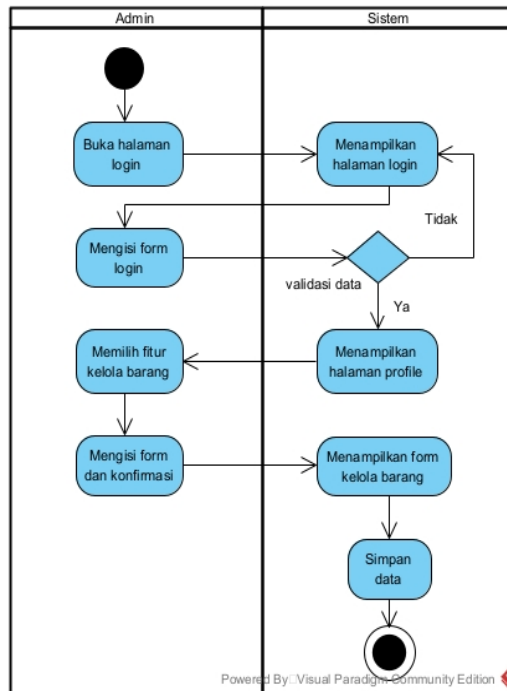 Admin
Sistem
Buka halaman
login
Menampilkan
halaman login
Tidak
Mengisi form
login
validasi data
Ya
Memilih fitur
kelola barang
Menampilkan
halaman profile
Mengisi form
dan konfirmasi
Menampilkan form
kelola barang
Simpan
data
Powered By Visual Paradigm Community Edition